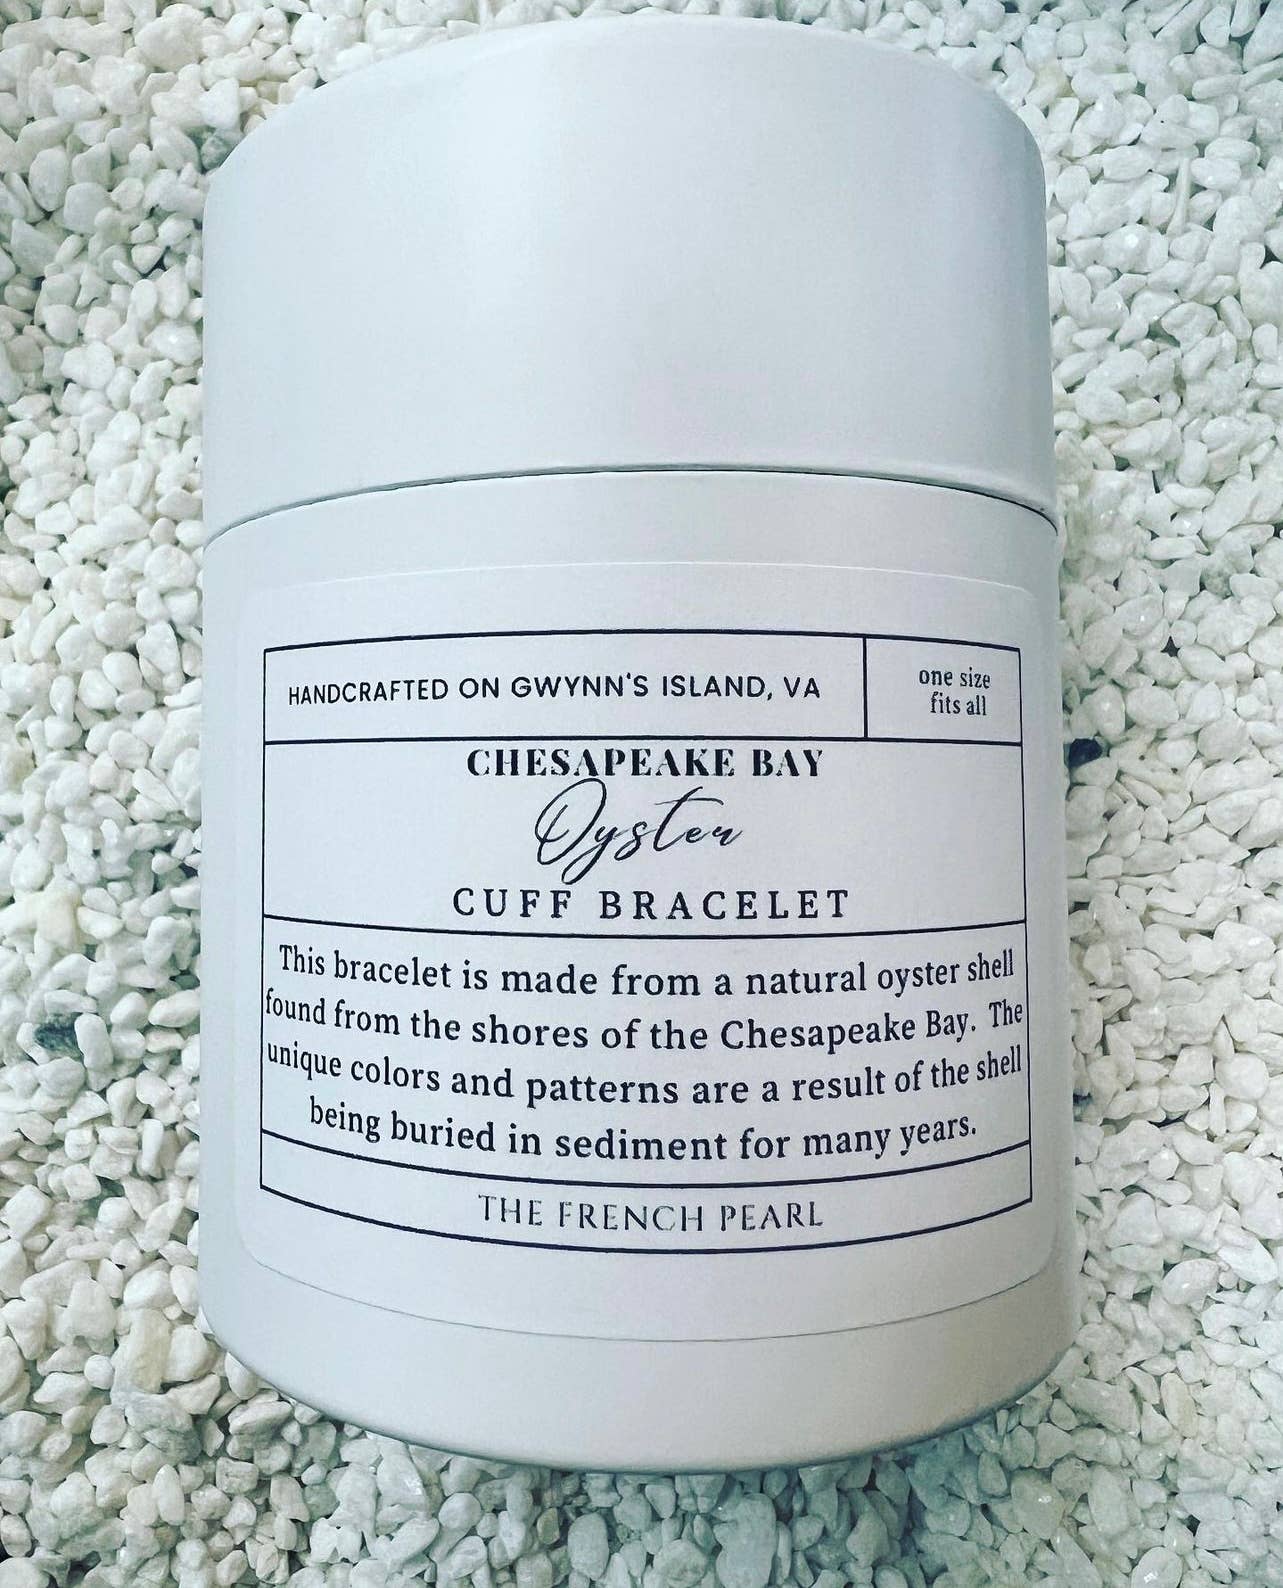 HANDCRAFTED ON GWYNN'S ISLAND, VA
one size
fits all
CHESAPEAKE BAY
Oyster
CUFF BRACELET
This bracelet is made from a natural oyster shell
found from the shores of the Chesapeake Bay. The
unique colors and patterns are a result of the shell
being buried in sediment for many years.
THE FRENCH PEARL